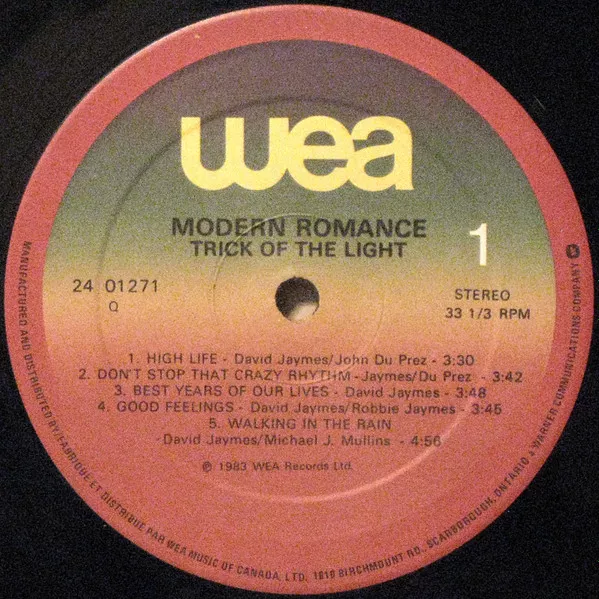 wea
MODERN ROMANCE
TRICK OF THE LIGHT
1
24 01271
Q
STEREO
33 1/3 RPM
1. HIGH LIFE - David Jaymes/John Du Prez - 3:30
2. DON'T STOP THAT CRAZY RHYTHM - Jaymes/Du Prez - 3:42
3. BEST YEARS OF OUR LIVES - David Jaymes - 3:48
4. GOOD FEELINGS - David Jaymes/Robbie Jaymes - 3:45
5. WALKING IN THE RAIN
David Jaymes/Michael J. Mullins - 4:56
℗ 1983 WEA Records Ltd.
MANUFACTURED AND DISTRIBUTED BY/FABRIQUÉ ET DISTRIBUÉ PAR WEA MUSIC OF CANADA, LTD. 1810 BIRCHMOUNT RD., SCARBOROUGH, ONTARIO A WARNER COMMUNICATIONS COMPANY